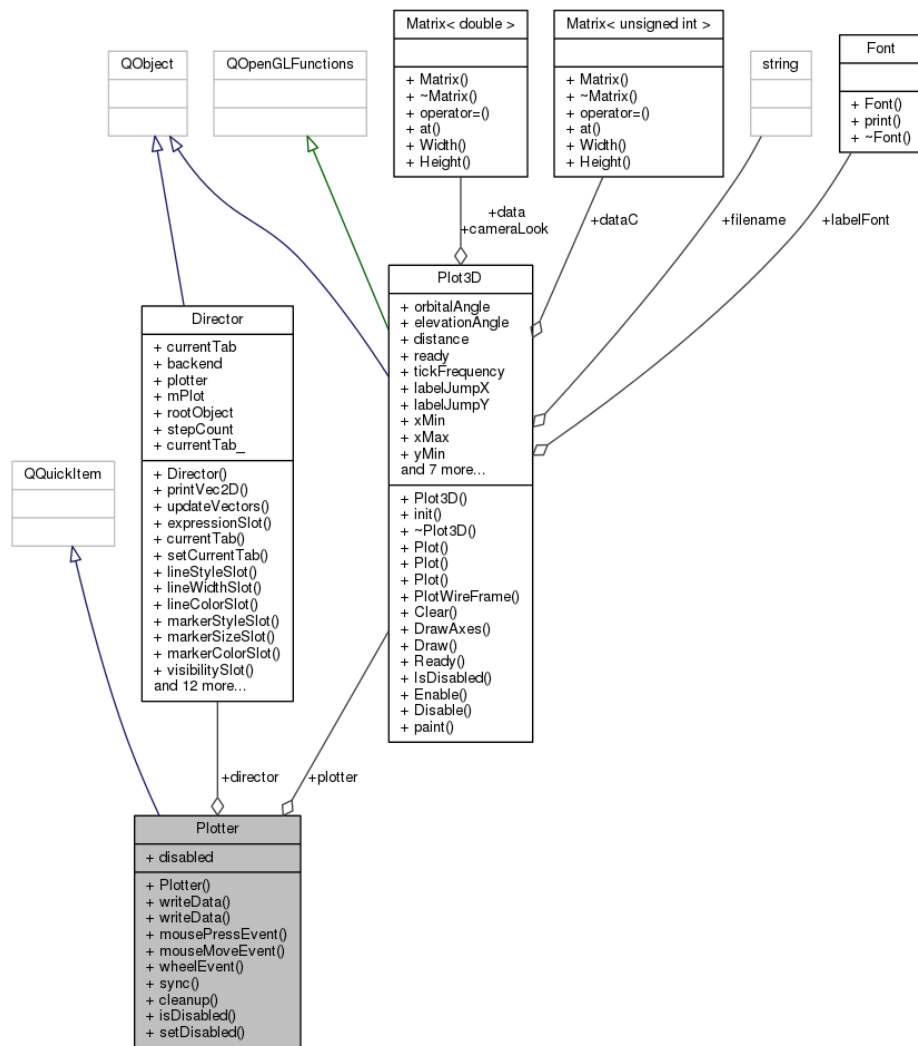 Matrix< double >
+ Matrix()
+ ~Matrix()
+ operator=()
+ at()
+ Width()
+ Height()
Matrix< unsigned int >
+ Matrix()
+ ~Matrix()
+ operator=()
+ at()
+ Width()
+ Height()
QObject
QOpenGLFunctions
string
Font
+ Font()
+ print()
+ ~Font()
+data
+cameraLook
+dataC
+filename
+labelFont
Plot3D
+ orbitalAngle
+ elevationAngle
+ distance
+ ready
+ tickFrequency
+ labelJumpX
+ labelJumpY
+ xMin
+ xMax
+ yMin
and 7 more...
+ Plot3D()
+ init()
+ ~Plot3D()
+ Plot()
+ Plot()
+ Plot()
+ PlotWireFrame()
+ Clear()
+ DrawAxes()
+ Draw()
+ Ready()
+ IsDisabled()
+ Enable()
+ Disable()
+ paint()
Director
+ currentTab
+ backend
+ plotter
+ mPlot
+ rootObject
+ stepCount
+ currentTab_
+ Director()
+ printVec2D()
+ updateVectors()
+ expressionSlot()
+ currentTab()
+ setCurrentTab()
+ lineStyleSlot()
+ lineWidthSlot()
+ lineColorSlot()
+ markerStyleSlot()
+ markerSizeSlot()
+ markerColorSlot()
+ visibilitySlot()
and 12 more...
QQuickItem
+director
+plotter
Plotter
+ disabled
+ Plotter()
+ writeData()
+ writeData()
+ mousePressEvent()
+ mouseMoveEvent()
+ wheelEvent()
+ sync()
+ cleanup()
+ isDisabled()
+ setDisabled()